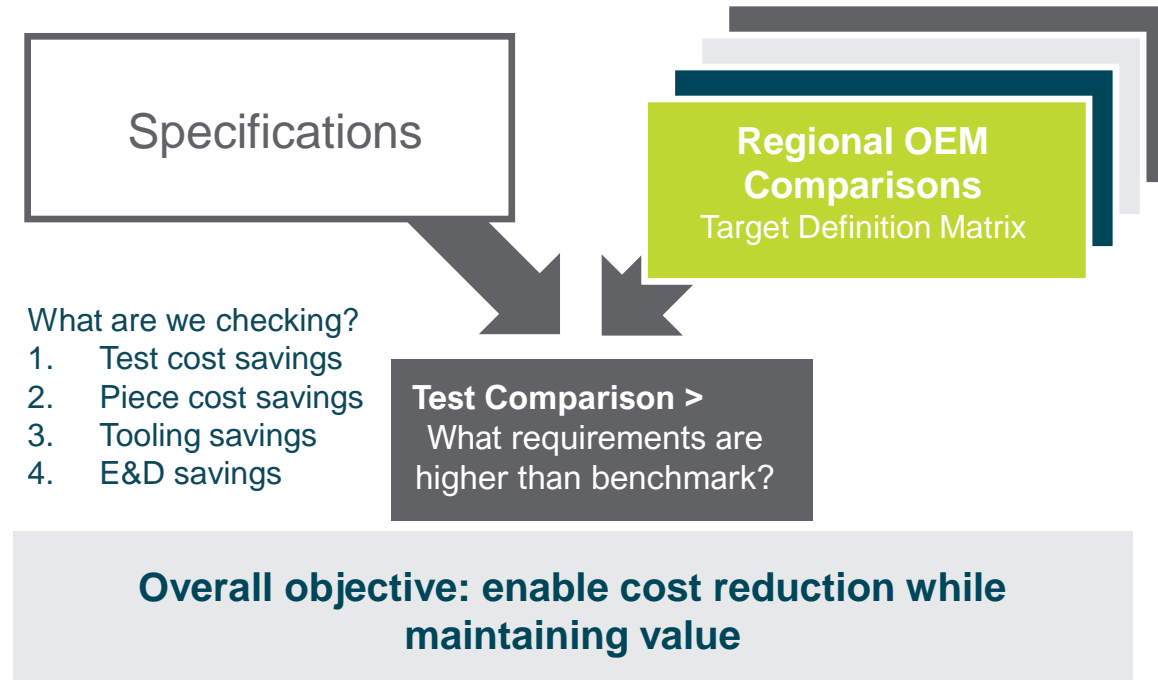 Specifications
Regional OEM
Comparisons
Target Definition Matrix
What are we checking?
1. Test cost savings
2. Piece cost savings
3. Tooling savings
4. E&D savings
Test Comparison >
What requirements are
higher than benchmark?
Overall objective: enable cost reduction while
maintaining value